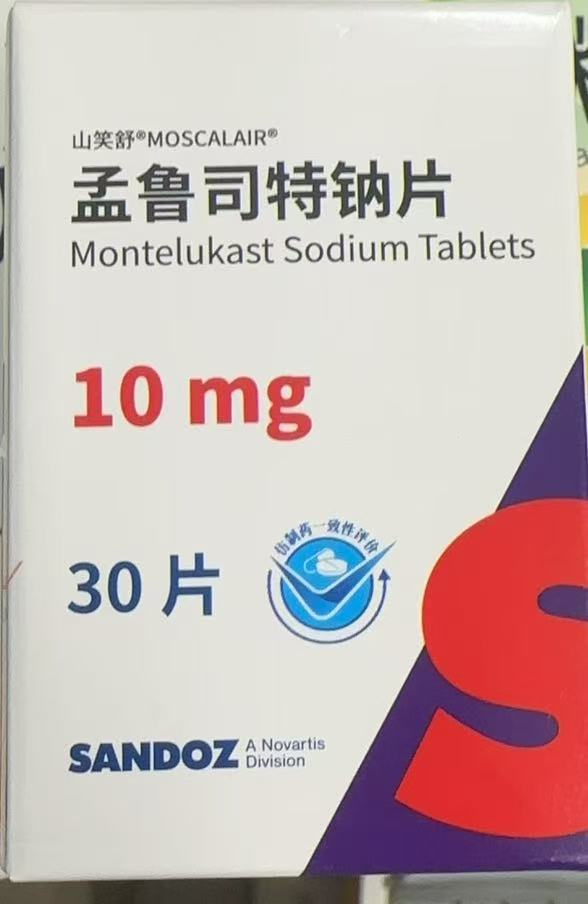 山笑舒®MOSCALAIR®
孟鲁司特钠片
Montelukast Sodium Tablets
10 mg
仿制药一致性评价
30 片
SANDOZ A Novartis
Division
S